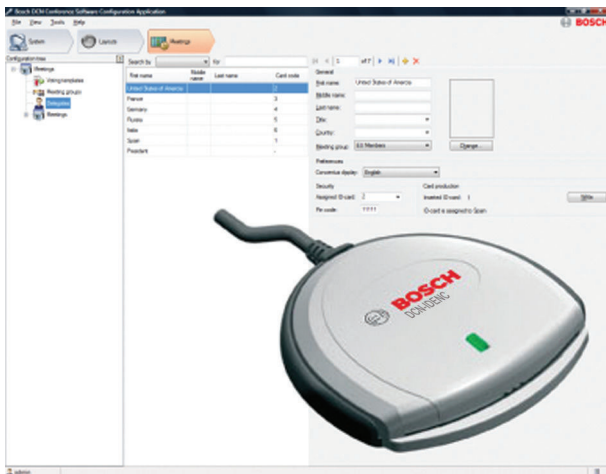 Bosch DCN Conference Software Configuration Application
File View Tools Help
BOSCH
System
Layouts
Meetings
Configuration tree
Meetings
Voting templates
Meeting groups
Delegates
Meetings
Search by
for
First name Middle name Last name Card code
United States of America 2
France 3
Germany 4
Russia 5
Italia 6
Spain 1
President -
of 7
General
First name: United States of America
Middle name:
Last name:
Title:
Country:
Meeting group: EU Members
Change...
Preferences
Concentus display: English
Security
Card production
Assigned ID-card: 2
Inserted ID-card: 1
Write
Pin code: 11111
ID-card is assigned to Spain
BOSCH
DCN-IDENC
admin